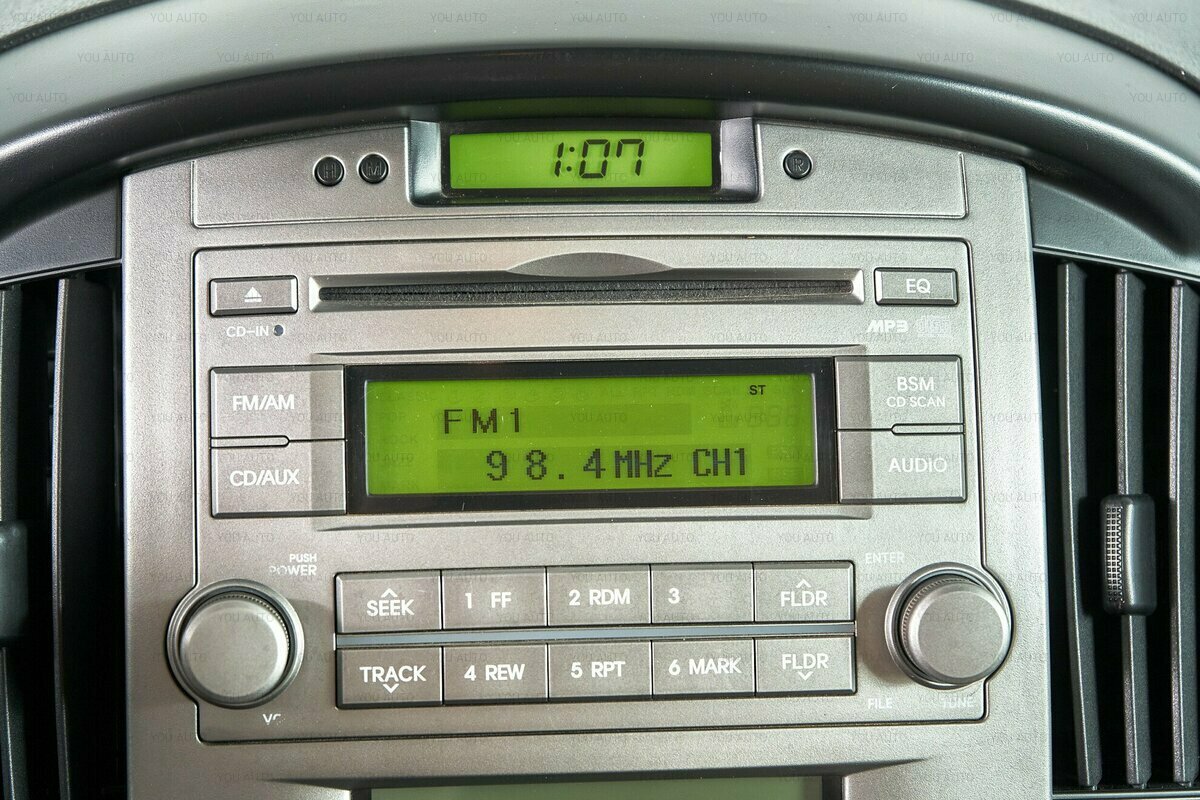 1:07
H M R
EQ
CD-IN
MP3
FM/AM
ST
BSM
CD SCAN
FM1
98.4MHz CH1
CD/AUX
AUDIO
PUSH
POWER
ENTER
SEEK
1 FF
2 RDM
3
FLDR
TRACK
4 REW
5 RPT
6 MARK
FLDR
FILE
TUNE
YOU AUTO